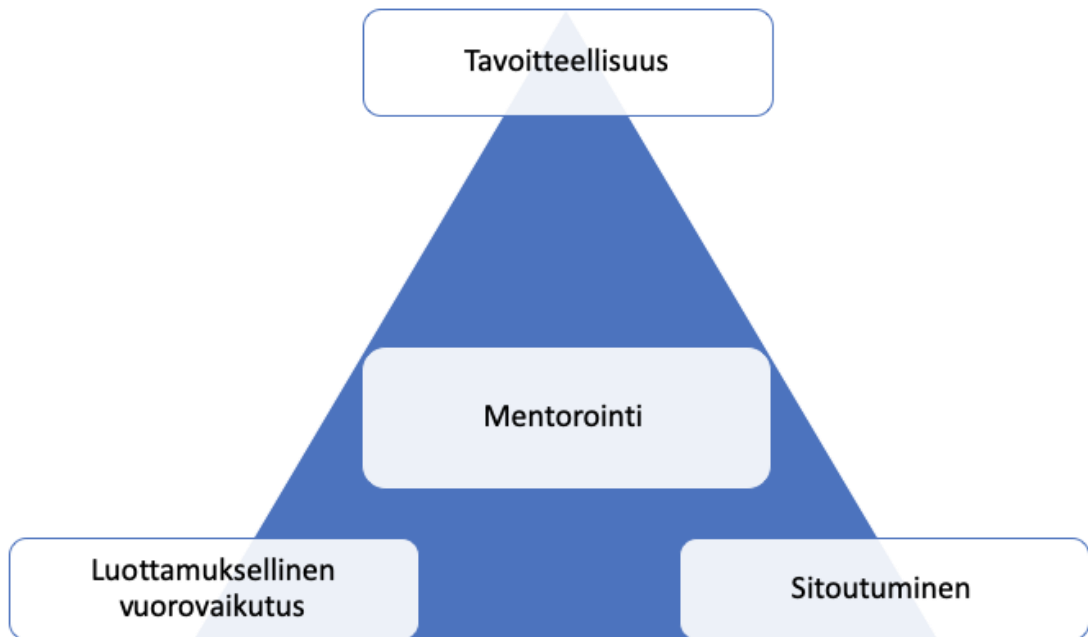 Tavoitteellisuus
Mentorointi
Luottamuksellinen
vuorovaikutus
Sitoutuminen